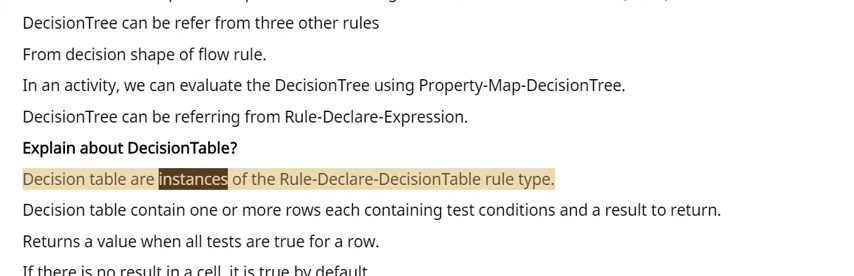 DecisionTree can be refer from three other rules
From decision shape of flow rule.
In an activity, we can evaluate the DecisionTree using Property-Map-DecisionTree.
DecisionTree can be referring from Rule-Declare-Expression.
Explain about DecisionTable?
Decision table are instances of the Rule-Declare-DecisionTable rule type.
Decision table contain one or more rows each containing test conditions and a result to return.
Returns a value when all tests are true for a row.
If there is no result in a cell, it is true by default